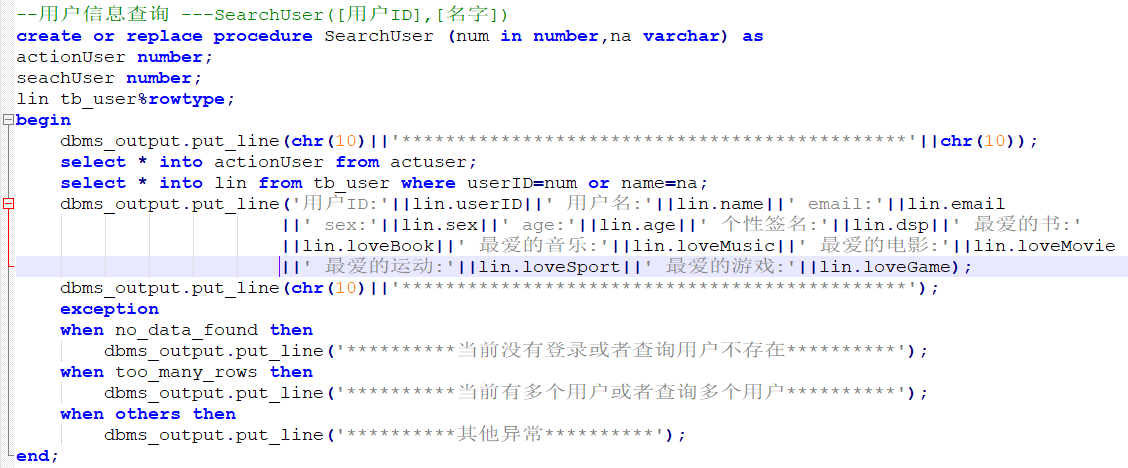 --用户信息查询 ---SearchUser([用户ID],[名字])
create or replace procedure SearchUser (num in number,na varchar) as
actionUser number;
seachUser number;
lin tb_user%rowtype;
begin
    dbms_output.put_line(chr(10)||'**********************************************'||chr(10));
    select * into actionUser from actuser;
    select * into lin from tb_user where userID=num or name=na;
    dbms_output.put_line('用户ID:'||lin.userID||' 用户名:'||lin.name||' email:'||lin.email
                        ||' sex:'||lin.sex||' age:'||lin.age||' 个性签名:'||lin.dsp||' 最爱的书:'
                        ||lin.loveBook||' 最爱的音乐:'||lin.loveMusic||' 最爱的电影:'||lin.loveMovie
                        ||' 最爱的运动:'||lin.loveSport||' 最爱的游戏:'||lin.loveGame);
    dbms_output.put_line(chr(10)||'**********************************************');
    exception
    when no_data_found then
        dbms_output.put_line('**********当前没有登录或者查询用户不存在**********');
    when too_many_rows then
        dbms_output.put_line('**********当前有多个用户或者查询多个用户**********');
    when others then
        dbms_output.put_line('**********其他异常**********');
end;